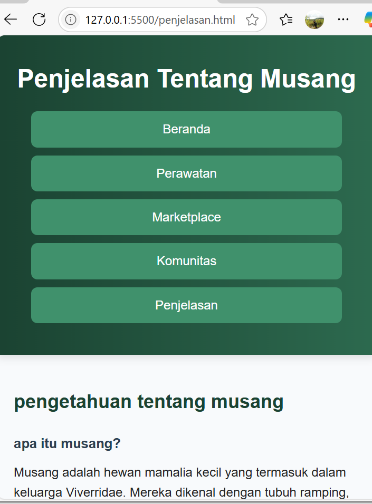 127.0.0.1:5500/penjelasan.html
Penjelasan Tentang Musang
Beranda
Perawatan
Marketplace
Komunitas
Penjelasan
pengetahuan tentang musang
apa itu musang?
Musang adalah hewan mamalia kecil yang termasuk dalam
keluarga Viverridae. Mereka dikenal dengan tubuh ramping,